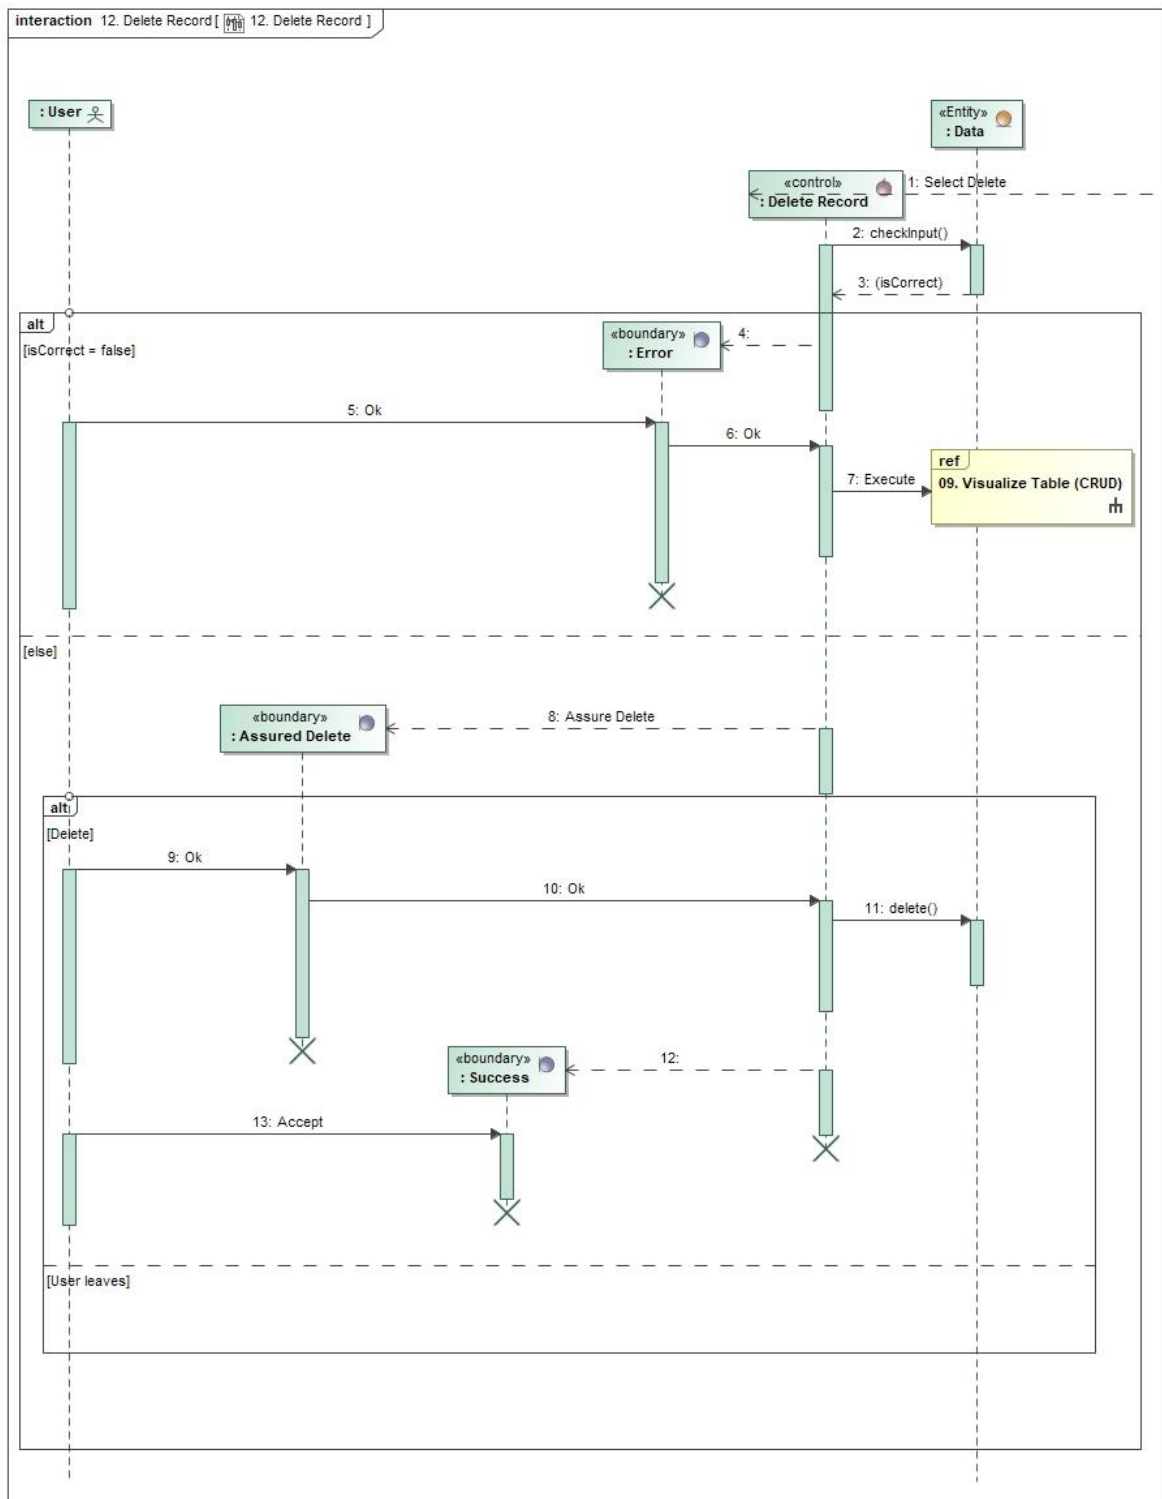 interaction 12. Delete Record [ 12. Delete Record ]
: User
«Entity»
: Data
«control»
: Delete Record
1: Select Delete
2: checkInput()
3: (isCorrect)
alt
[isCorrect = false]
«boundary»
: Error
4:
5: Ok
6: Ok
7: Execute
ref
09. Visualize Table (CRUD)
[else]
«boundary»
: Assured Delete
8: Assure Delete
alt
[Delete]
9: Ok
10: Ok
11: delete()
«boundary»
: Success
12:
13: Accept
[User leaves]